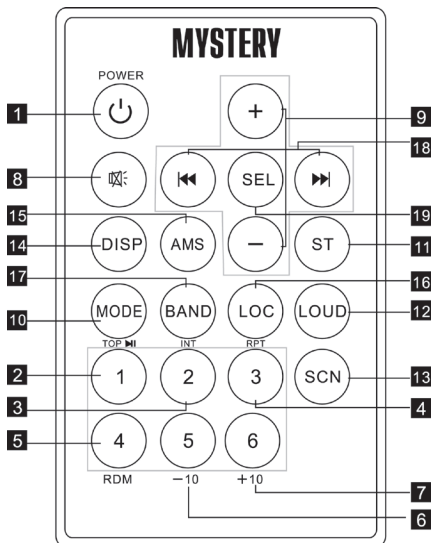 MYSTERY
POWER
1
+
9
18
8
SEL
15
19
14
DISP
AMS
−
ST
11
17
16
10
MODE
BAND
LOC
LOUD
12
TOP
INT
RPT
2
1
2
3
SCN
13
3
4
5
4
5
6
RDM
−10
+10
7
6